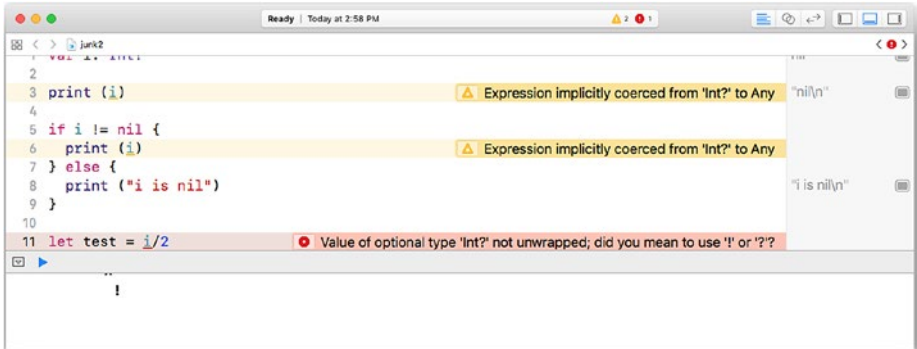 Ready | Today at 2:58 PM 2 1
junk2
nil
2
3 print (i) Expression implicitly coerced from 'Int?' to Any "nil\n"
4
5 if i != nil {
6 print (i) Expression implicitly coerced from 'Int?' to Any
7 } else {
8 print ("i is nil") "i is nil\n"
9 }
10
11 let test = i/2 Value of optional type 'Int?' not unwrapped; did you mean to use '!' or '?'?
!